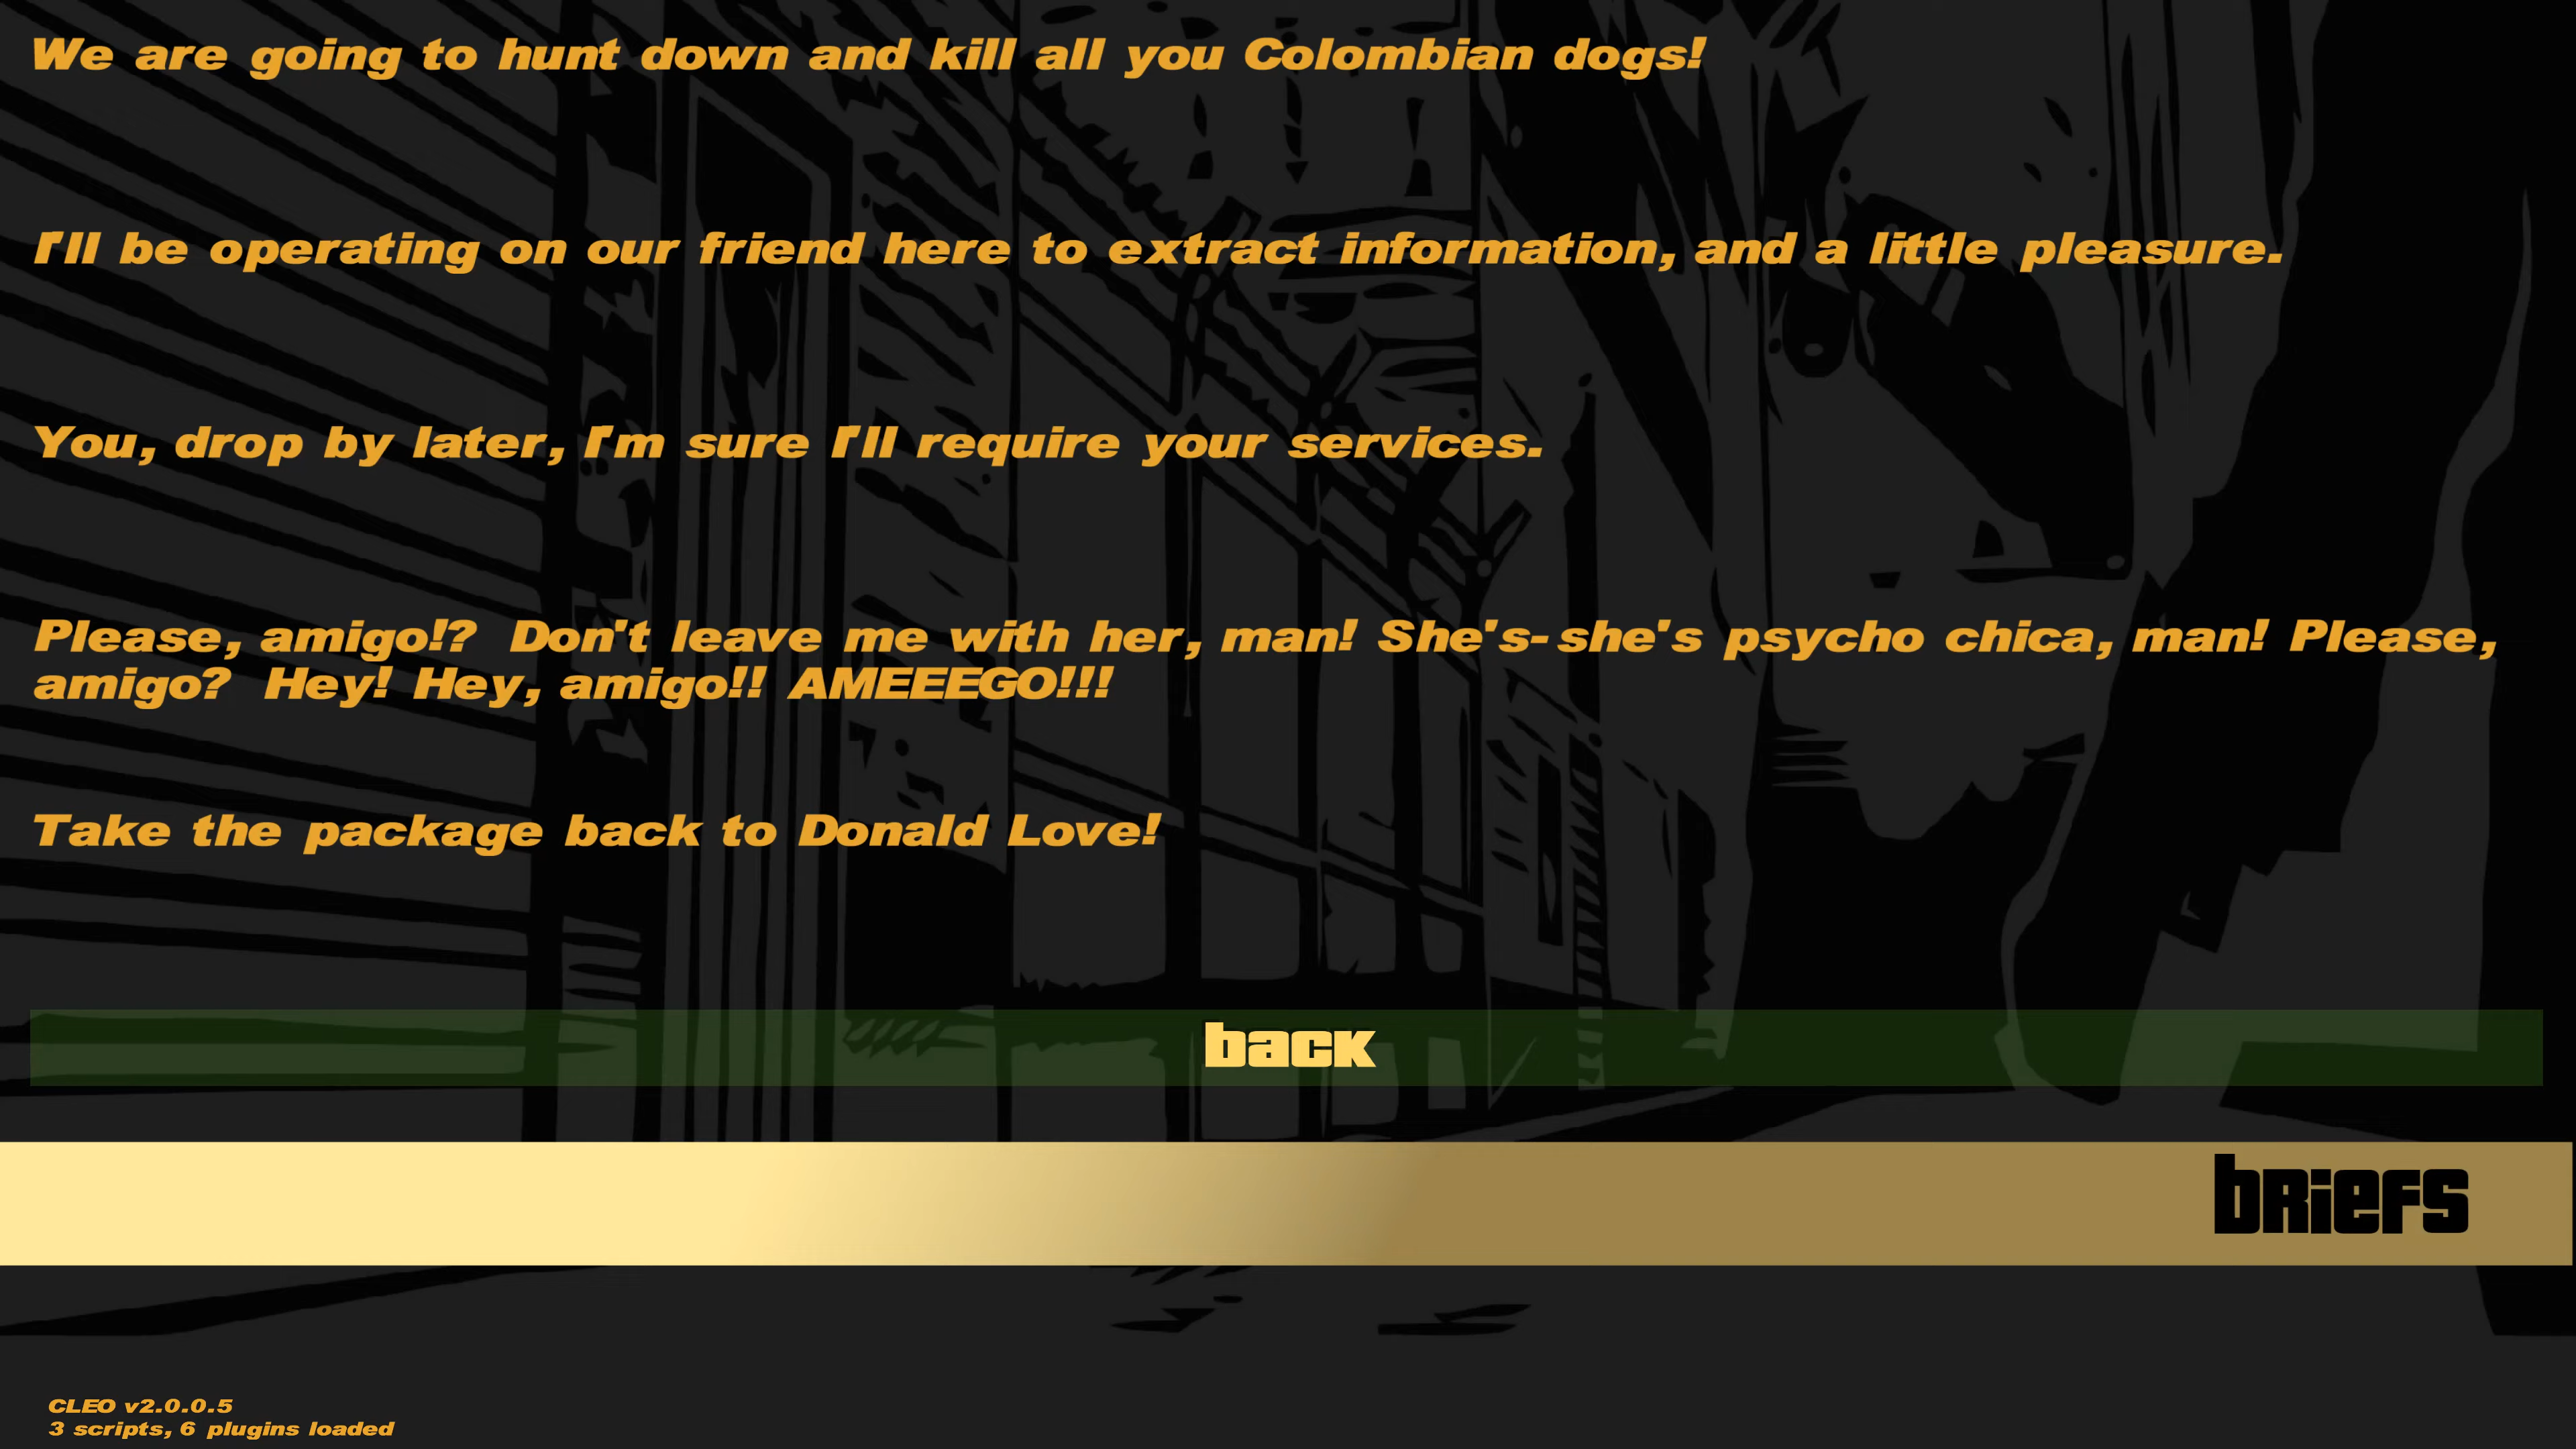 We are going to hunt down and kill all you Colombian dogs!
I'll be operating on our friend here to extract information, and a little pleasure.
You, drop by later, I'm sure I'll require your services.
Please, amigo!?  Don't leave me with her, man! She's-she's psycho chica, man! Please,
amigo?  Hey! Hey, amigo!! AMEEEGO!!!
Take the package back to Donald Love!
back
bRiefs
CLEO v2.0.0.5
3 scripts, 6 plugins loaded